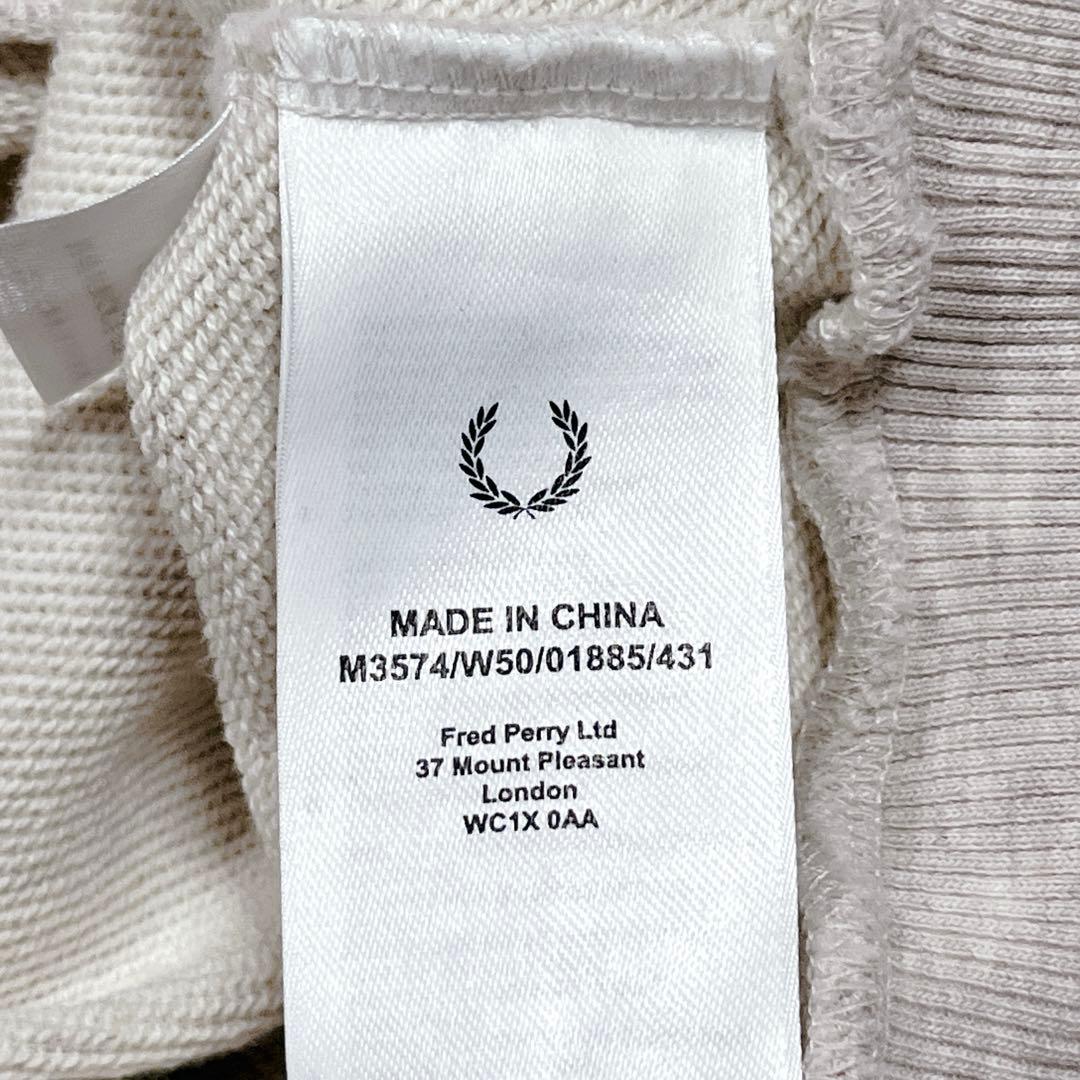 MADE IN CHINA
M3574/W50/01885/431
Fred Perry Ltd
37 Mount Pleasant
London
WC1X 0AA